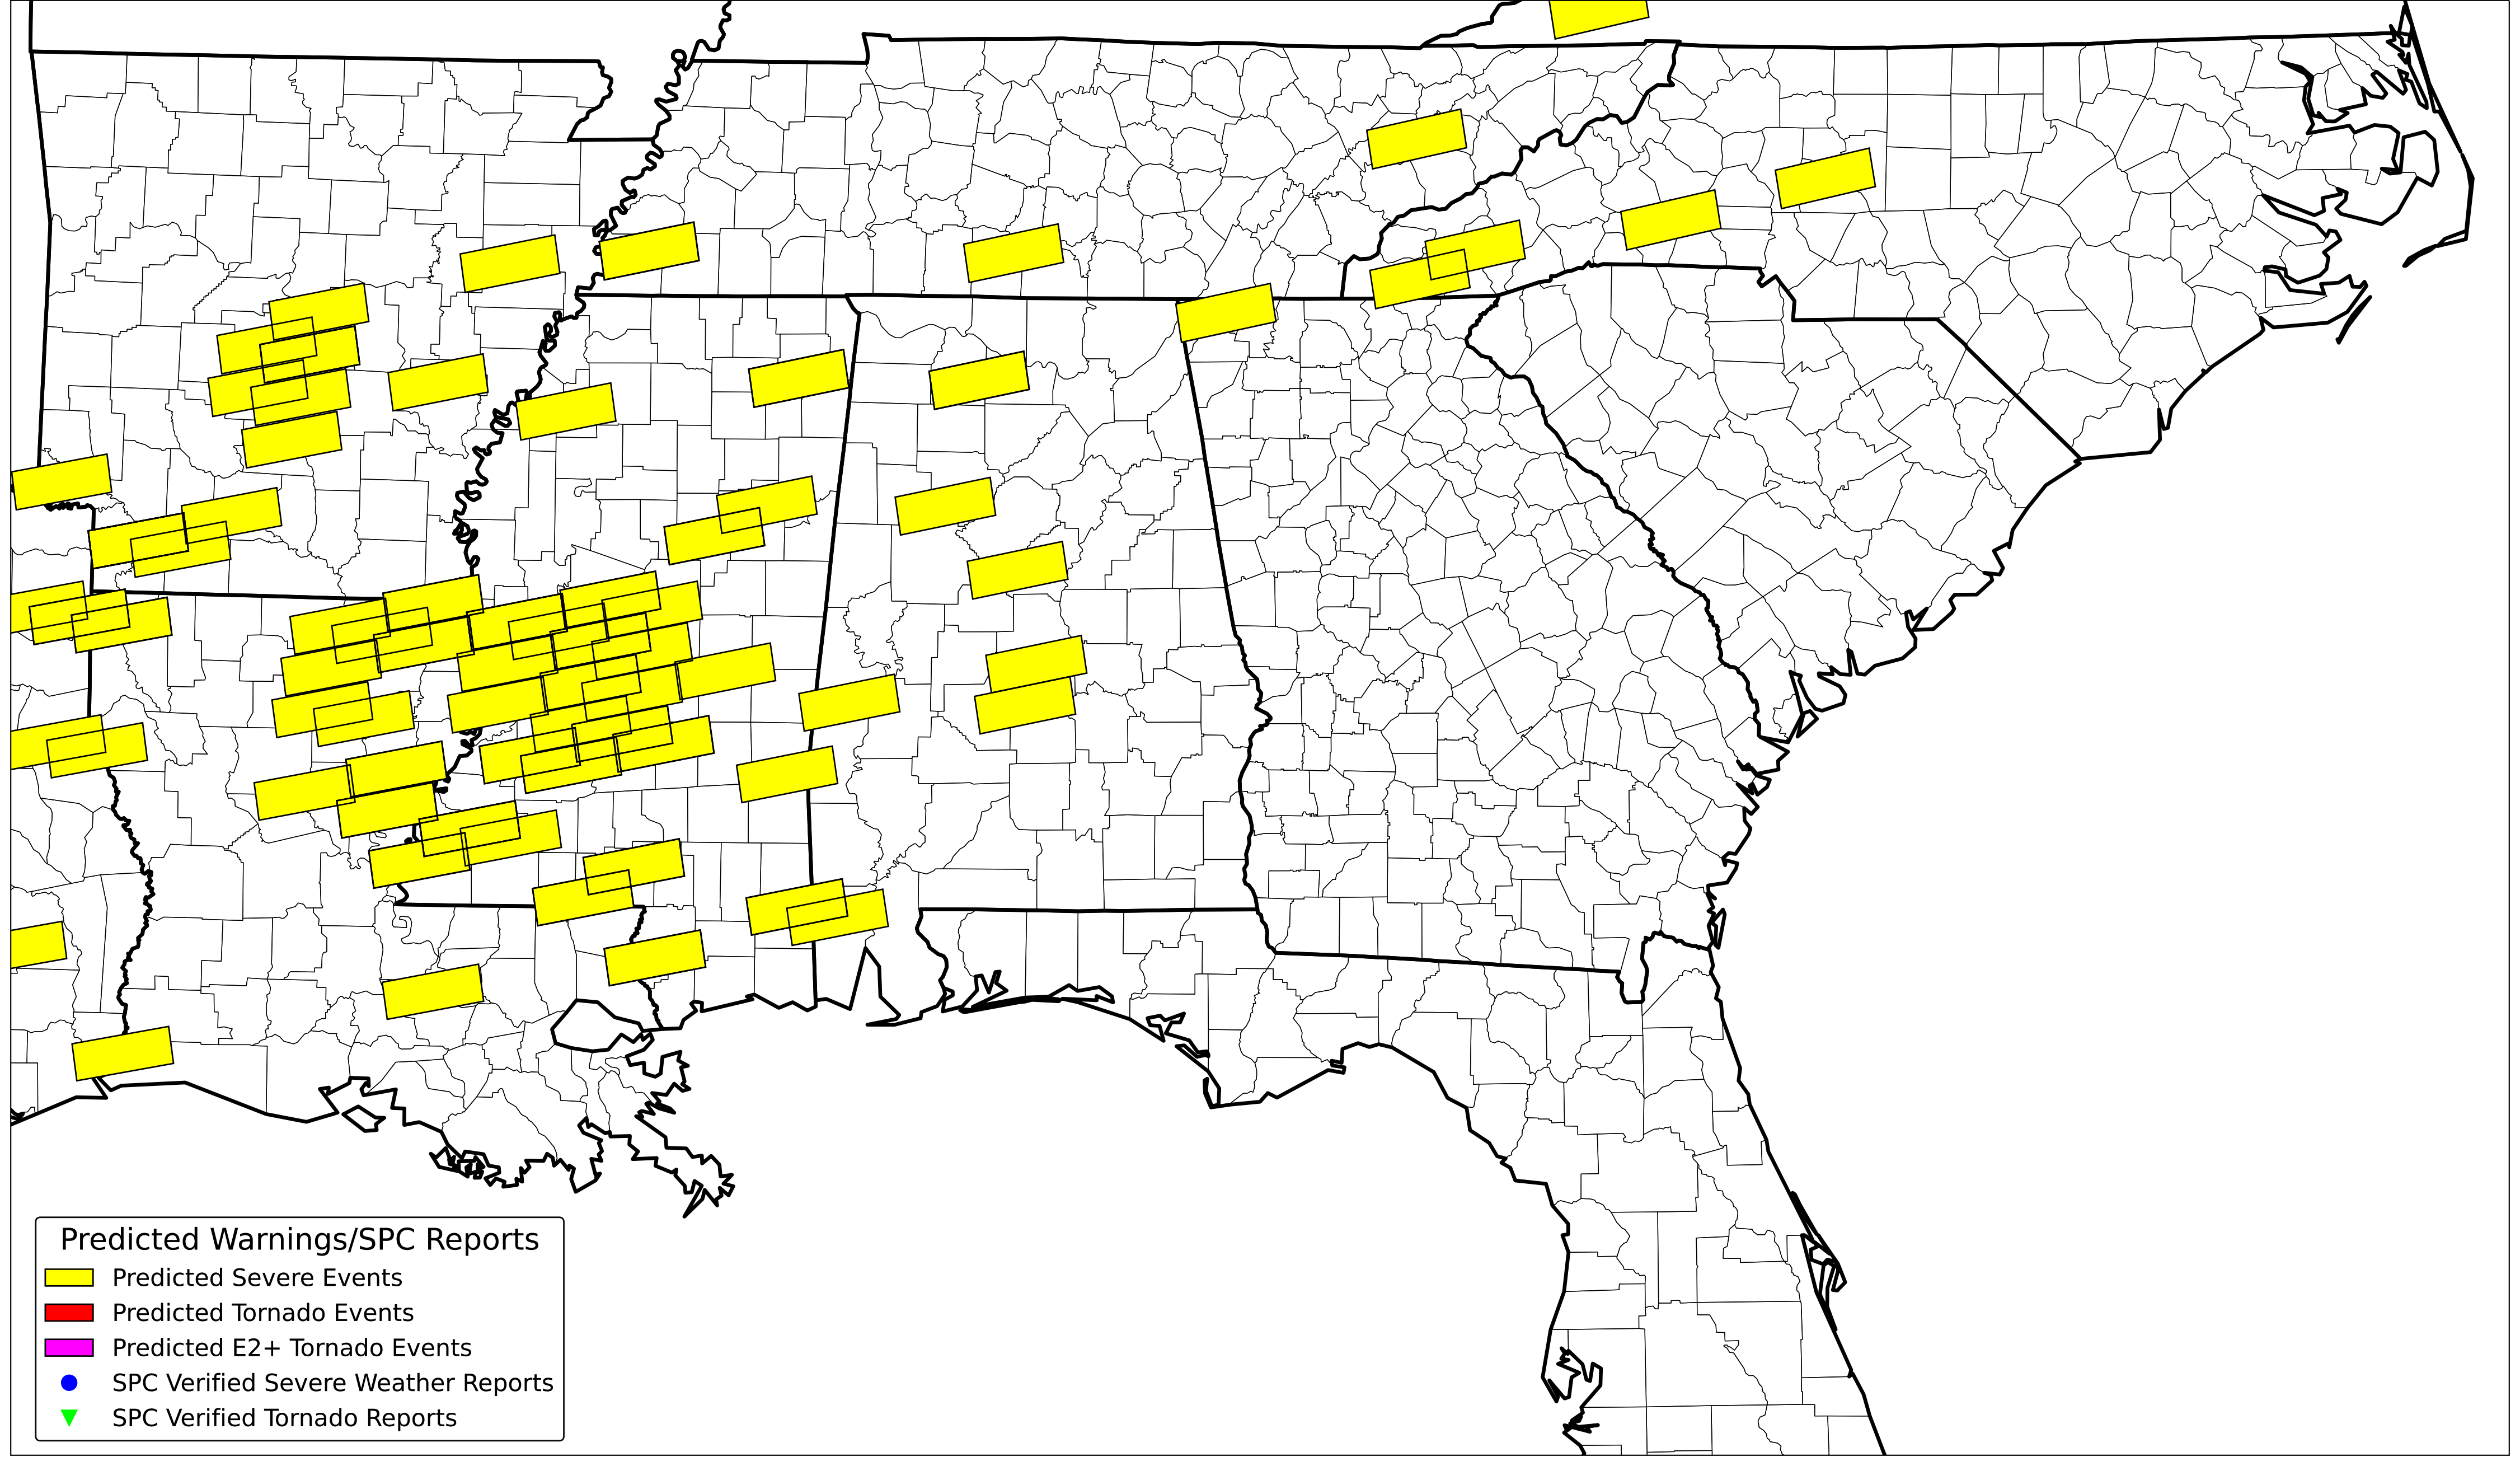 Predicted Warnings/SPC Reports
Predicted Severe Events
Predicted Tornado Events
Predicted E2+ Tornado Events
SPC Verified Severe Weather Reports
SPC Verified Tornado Reports